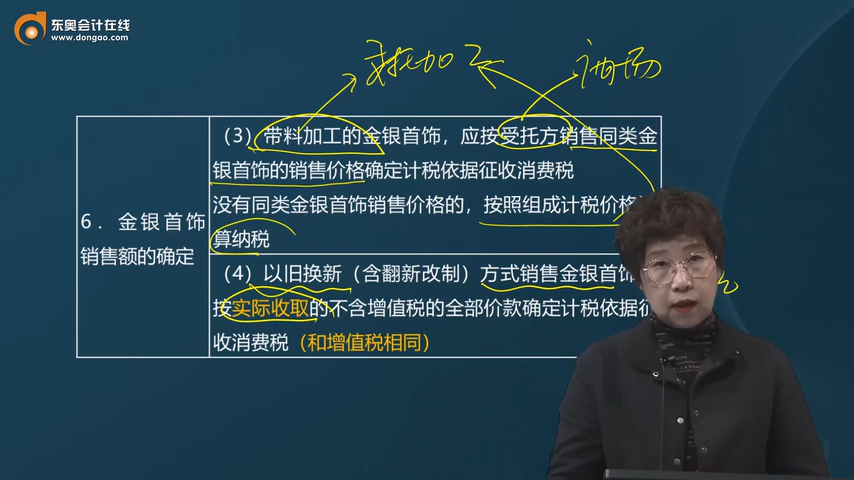 东奥会计在线
www.dongao.com
委托加工
商场
(3)带料加工的金银首饰，应按受托方销售同类金
银首饰的销售价格确定计税依据征收消费税
没有同类金银首饰销售价格的，按照组成计税价格
算纳税
6. 金银首饰
销售额的确定
(4)以旧换新（含翻新改制）方式销售金银首饰
按实际收取的不含增值税的全部价款确定计税依据征
收消费税（和增值税相同）